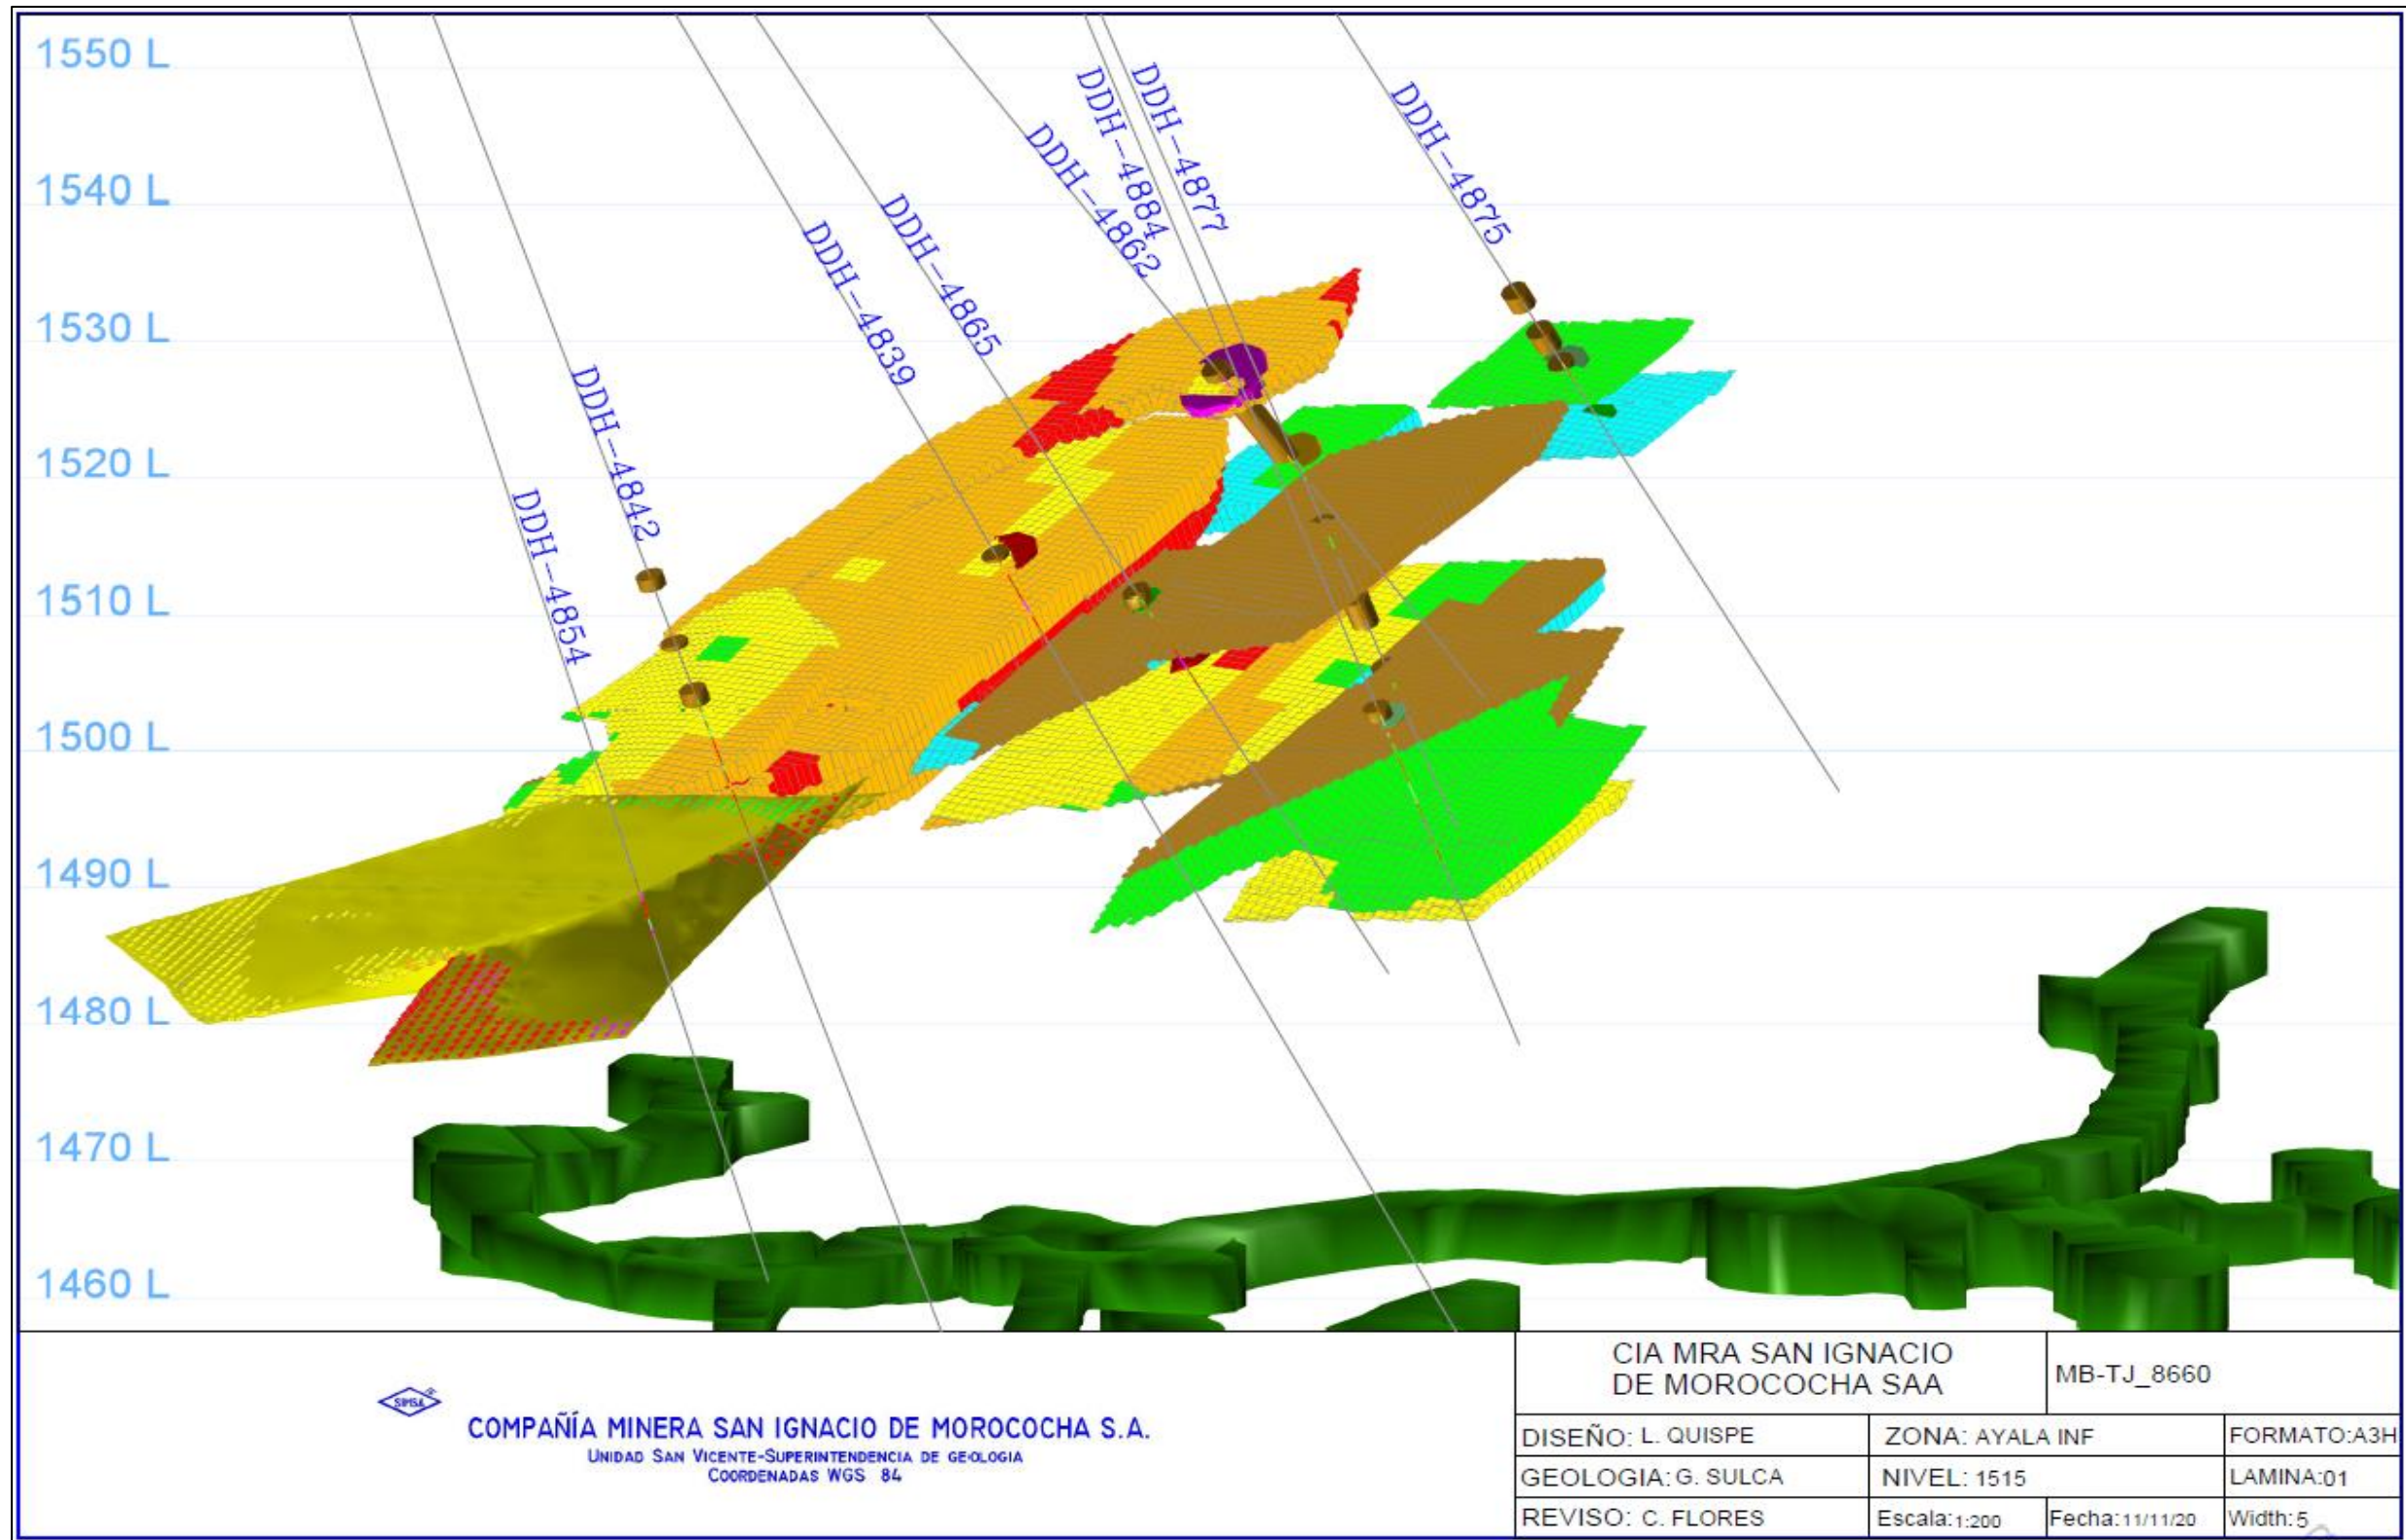 1550 L
1540 L
1530 L
1520 L
1510 L
1500 L
1490 L
1480 L
1470 L
1460 L
DDH-4854
DDH-4842
DDH-4839
DDH-4865
DDH-4862
DDH-4884
DDH-4877
DDH-4875
SIMSA
COMPAÑÍA MINERA SAN IGNACIO DE MOROCOCHA S.A.
UNIDAD SAN VICENTE-SUPERINTENDENCIA DE GEOLOGIA
COORDENADAS WGS 84
CIA MRA SAN IGNACIO
DE MOROCOCHA SAA
MB-TJ_8660
DISEÑO: L. QUISPE
ZONA: AYALA INF
FORMATO:A3H
GEOLOGIA: G. SULCA
NIVEL: 1515
LAMINA:01
REVISO: C. FLORES
Escala:1:200
Fecha:11/11/20
Width:5